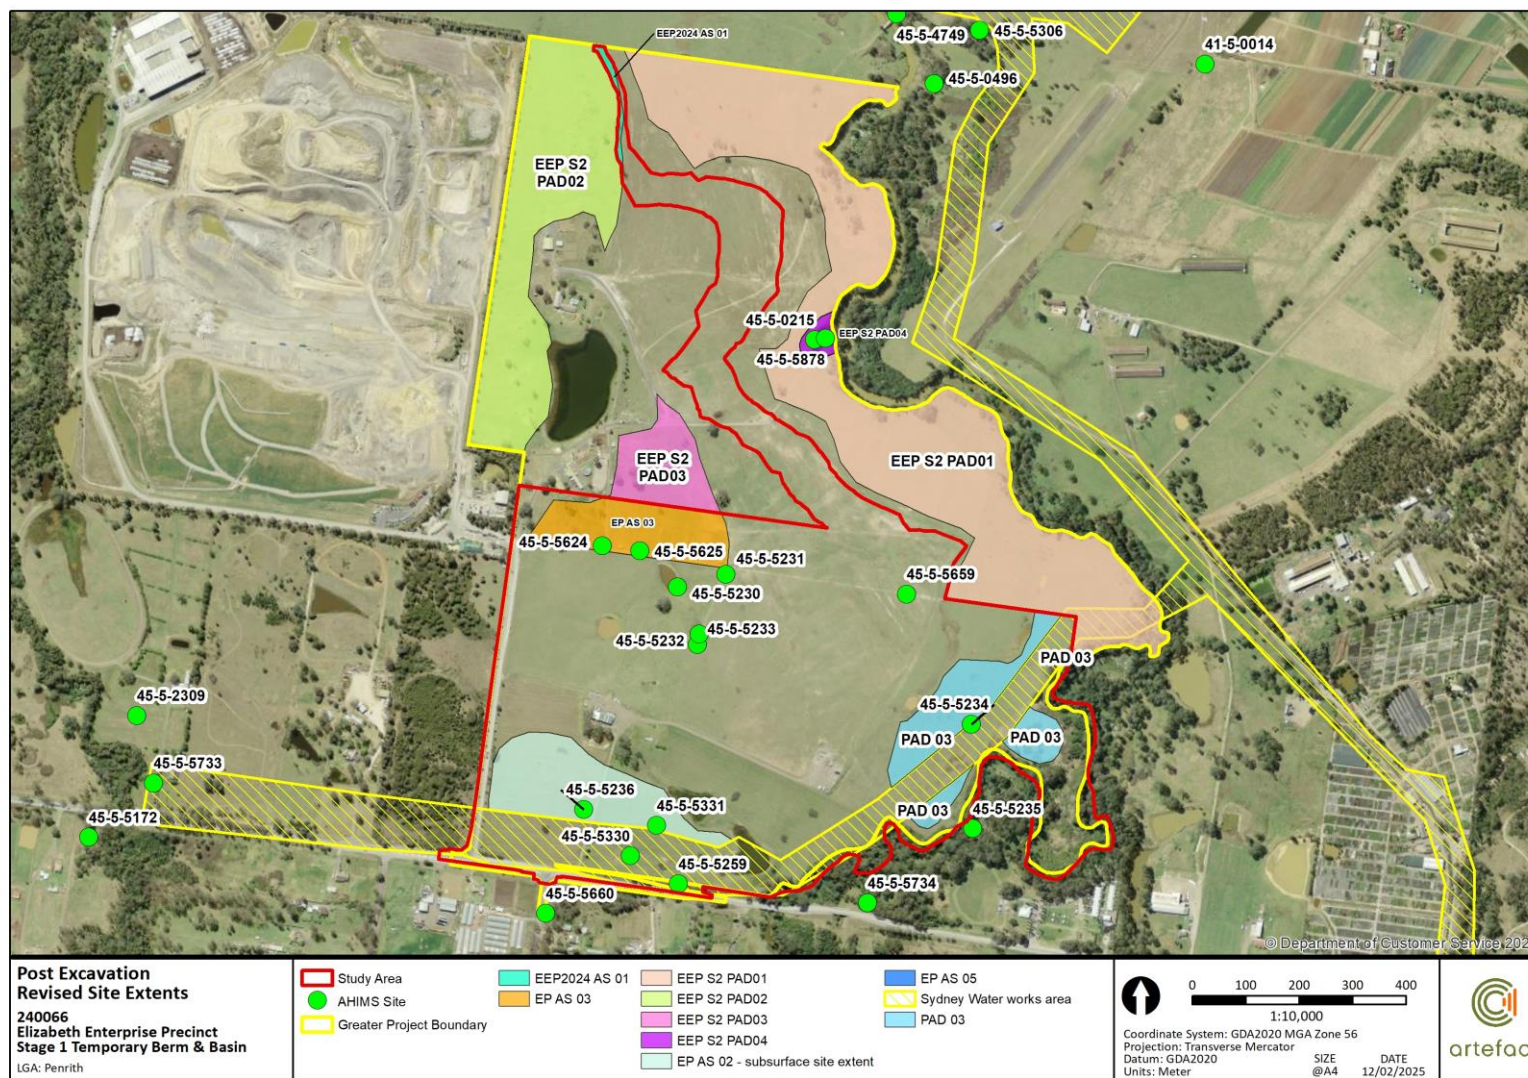 EEP2024 AS 01
45-5-4749
45-5-5306
41-5-0014
45-5-0496
EEP S2
PAD02
45-5-0215
EEP S2 PAD04
45-5-5878
EEP S2
PAD03
EEP S2 PAD01
EP AS 03
45-5-5624
45-5-5625
45-5-5231
45-5-5230
45-5-5659
45-5-5233
45-5-5232
PAD 03
45-5-2309
45-5-5234
PAD 03
PAD 03
45-5-5733
45-5-5236
45-5-5331
PAD 03
45-5-5235
45-5-5172
45-5-5330
45-5-5259
45-5-5660
45-5-5734
© Department of Customer Service 202
Post Excavation
Revised Site Extents
240066
Elizabeth Enterprise Precinct
Stage 1 Temporary Berm & Basin
LGA: Penrith
Study Area
AHIMS Site
Greater Project Boundary
EEP2024 AS 01
EP AS 03
EEP S2 PAD01
EEP S2 PAD02
EEP S2 PAD03
EEP S2 PAD04
EP AS 02 - subsurface site extent
EP AS 05
Sydney Water works area
PAD 03
0 100 200 300 400
1:10,000
Coordinate System: GDA2020 MGA Zone 56
Projection: Transverse Mercator
Datum: GDA2020
Units: Meter
SIZE
@A4
DATE
12/02/2025
artefac